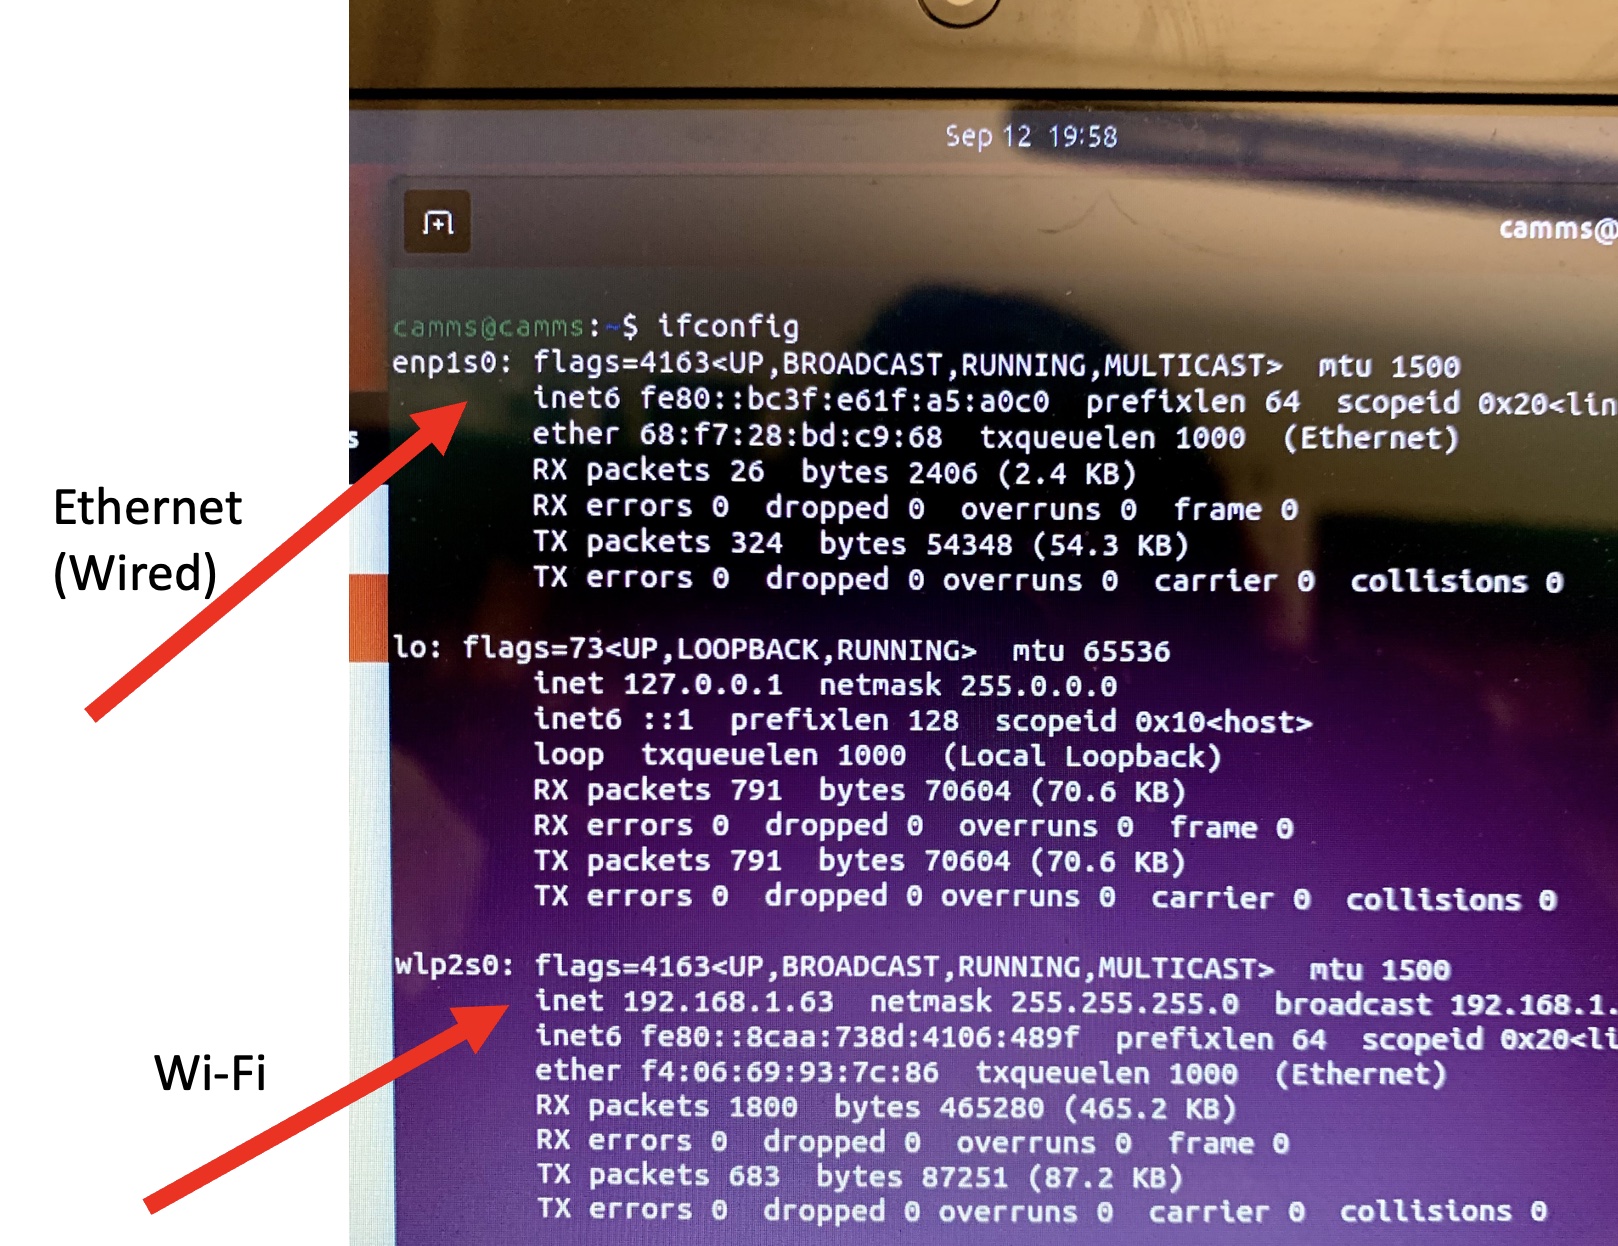 Sep 12 19:58
camms@
camms@camms:~$ ifconfig
enp1s0: flags=4163<UP,BROADCAST,RUNNING,MULTICAST>  mtu 1500
inet6 fe80::bc3f:e61f:a5:a0c0  prefixlen 64  scopeid 0x20<lin
s
ether 68:f7:28:bd:c9:68  txqueuelen 1000  (Ethernet)
RX packets 26  bytes 2406 (2.4 KB)
RX errors 0  dropped 0  overruns 0  frame 0
TX packets 324  bytes 54348 (54.3 KB)
TX errors 0  dropped 0 overruns 0  carrier 0  collisions 0
Ethernet
(Wired)
lo: flags=73<UP,LOOPBACK,RUNNING>  mtu 65536
inet 127.0.0.1  netmask 255.0.0.0
inet6 ::1  prefixlen 128  scopeid 0x10<host>
loop  txqueuelen 1000  (Local Loopback)
RX packets 791  bytes 70604 (70.6 KB)
RX errors 0  dropped 0  overruns 0  frame 0
TX packets 791  bytes 70604 (70.6 KB)
TX errors 0  dropped 0 overruns 0  carrier 0  collisions 0
wlp2s0: flags=4163<UP,BROADCAST,RUNNING,MULTICAST>  mtu 1500
inet 192.168.1.63  netmask 255.255.255.0  broadcast 192.168.1.
inet6 fe80::8caa:738d:4106:489f  prefixlen 64  scopeid 0x20<li
ether f4:06:69:93:7c:86  txqueuelen 1000  (Ethernet)
RX packets 1800  bytes 465280 (465.2 KB)
RX errors 0  dropped 0  overruns 0  frame 0
TX packets 683  bytes 87251 (87.2 KB)
TX errors 0  dropped 0 overruns 0  carrier 0  collisions 0
Wi-Fi